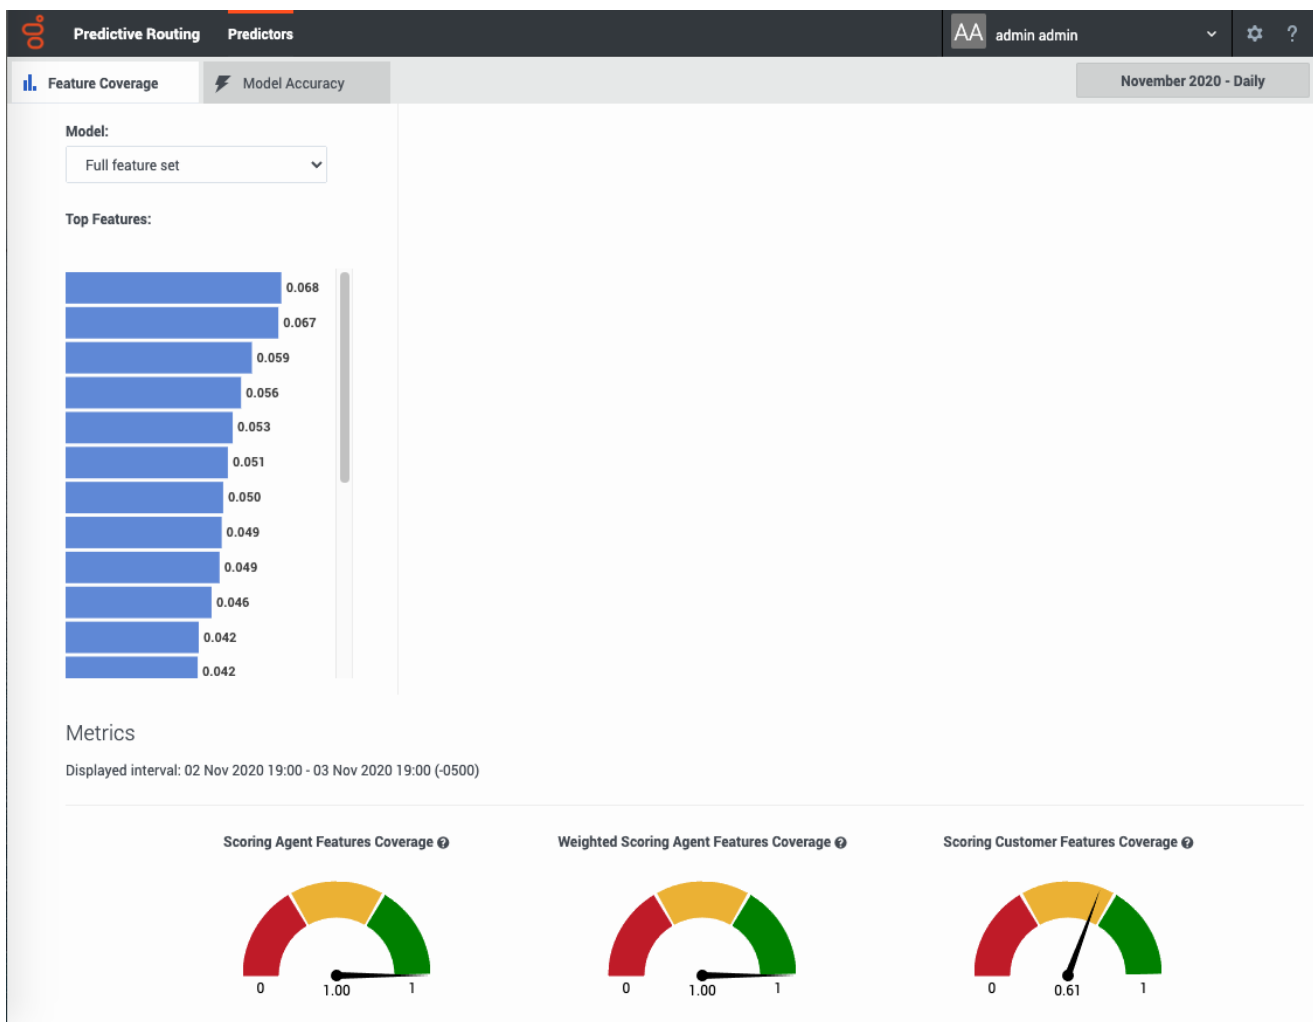 Predictive Routing Predictors AA admin admin ?
Feature Coverage Model Accuracy November 2020 - Daily
Model:
Full feature set
Top Features:
0.068
0.067
0.059
0.056
0.053
0.051
0.050
0.049
0.049
0.046
0.042
0.042
Metrics
Displayed interval: 02 Nov 2020 19:00 - 03 Nov 2020 19:00 (-0500)
Scoring Agent Features Coverage ? Weighted Scoring Agent Features Coverage ? Scoring Customer Features Coverage ?
0 1.00 1 0 1.00 1 0 0.61 1